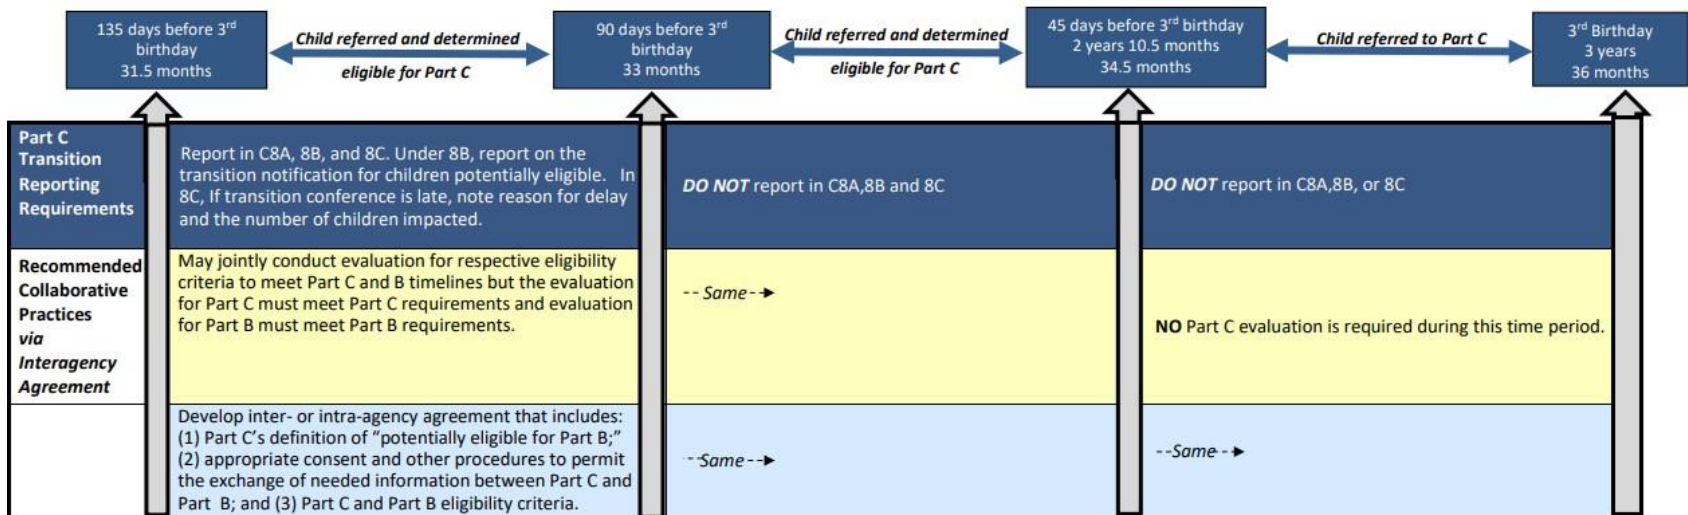 135 days before 3rd
birthday
31.5 months
Child referred and determined
eligible for Part C
90 days before 3rd
birthday
33 months
Child referred and determined
eligible for Part C
45 days before 3rd birthday
2 years 10.5 months
34.5 months
Child referred to Part C
3rd Birthday
3 years
36 months
Part C
Transition
Reporting
Requirements
Report in C8A, 8B, and 8C. Under 8B, report on the
transition notification for children potentially eligible. In
8C, If transition conference is late, note reason for delay
and the number of children impacted.
DO NOT report in C8A,8B and 8C
DO NOT report in C8A,8B, or 8C
Recommended
Collaborative
Practices
via
Interagency
Agreement
May jointly conduct evaluation for respective eligibility
criteria to meet Part C and B timelines but the evaluation
for Part C must meet Part C requirements and evaluation
for Part B must meet Part B requirements.
-- Same --
NO Part C evaluation is required during this time period.
Develop inter- or intra-agency agreement that includes:
(1) Part C's definition of “potentially eligible for Part B;”
(2) appropriate consent and other procedures to permit
the exchange of needed information between Part C and
Part B; and (3) Part C and Part B eligibility criteria.
--Same--
--Same--